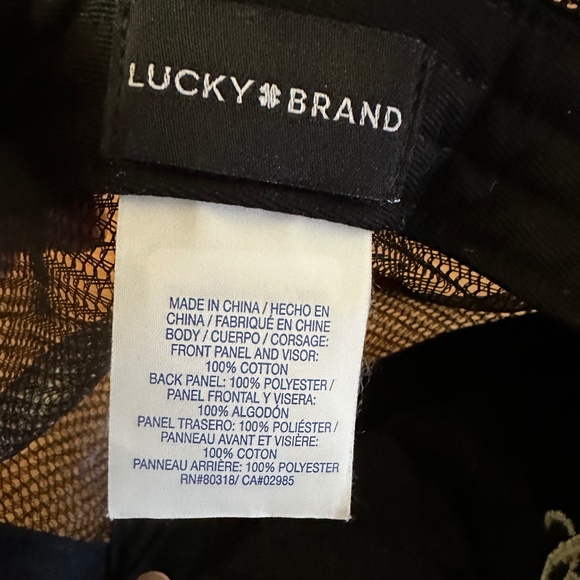 LUCKY BRAND
MADE IN CHINA / HECHO EN
CHINA / FABRIQUÉ EN CHINE
BODY / CUERPO / CORSAGE:
FRONT PANEL AND VISOR:
100% COTTON
BACK PANEL: 100% POLYESTER /
PANEL FRONTAL Y VISERA:
100% ALGODÓN
PANEL TRASERO: 100% POLIÉSTER /
PANNEAU AVANT ET VISIÈRE:
100% COTON
PANNEAU ARRIÈRE: 100% POLYESTER
RN#80318/ CA#02985